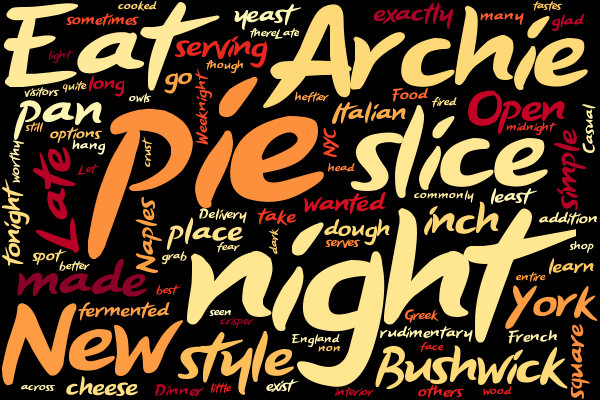 Eat
cooked
sometimes
yeast
thereLate
Archie
exactly
many
tastes
glad
light
serving
though
visitors
quite
long
owls
go
Weeknight
heftier
Food
fired
Open
midnight
Casual
pan
still
options
hang
worthy
Late
Let
crust
pie
NYC
Italian
slice
simple
head
commonly
least
tonight
Naples
Delivery
take
wanted
place
fear
dark
dough
serves
inch
addition
shop
spot
better
grab
made
best
night
entire
learn
fermented
seen
crisper
New
style
England
non
Greek
rudimentary
face
York
French
square
Bushwick
across
cheese
Dinner
little
exist
interior
others
wood